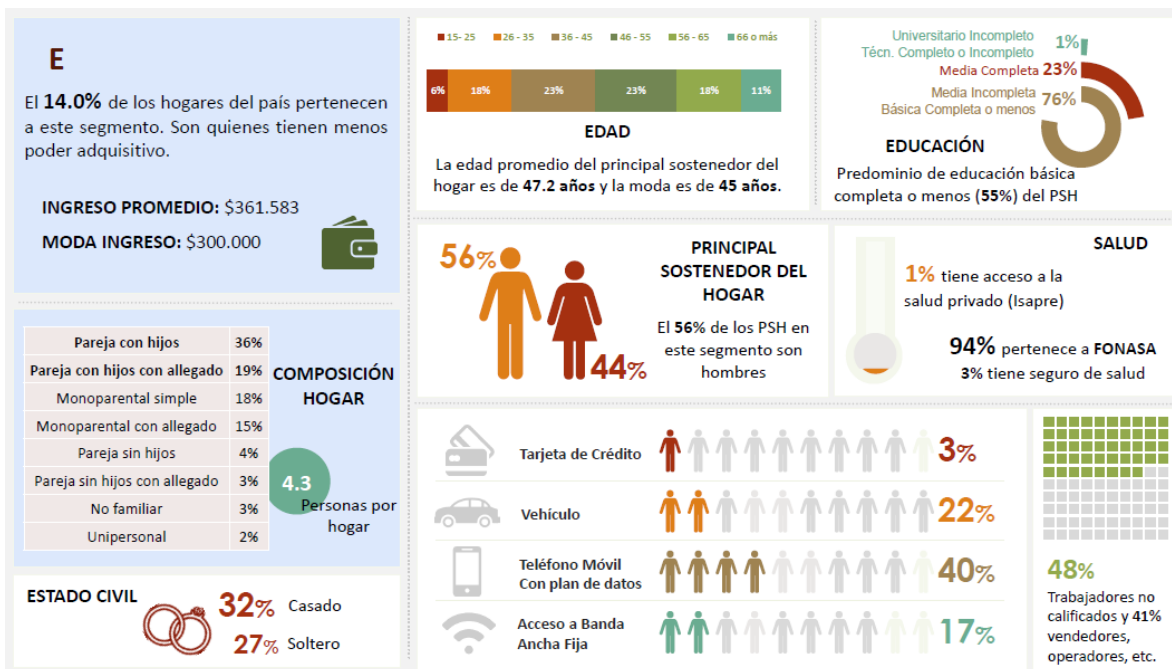 E
El 14.0% de los hogares del país pertenecen
a este segmento. Son quienes tienen menos
poder adquisitivo.
INGRESO PROMEDIO: $361.583
MODA INGRESO: $300.000
Pareja con hijos 36%
Pareja con hijos con allegado 19%
Monoparental simple 18%
Monoparental con allegado 15%
Pareja sin hijos 4%
Pareja sin hijos con allegado 3%
No familiar 3%
Unipersonal 2%
COMPOSICIÓN
HOGAR
4.3
Personas por
hogar
ESTADO CIVIL
32% Casado
27% Soltero
15- 25 26 - 35 36 - 45 46 - 55 56 - 65 66 o más
6% 18% 23% 23% 18% 11%
EDAD
La edad promedio del principal sostenedor del
hogar es de 47.2 años y la moda es de 45 años.
Universitario Incompleto
Técn. Completo o Incompleto
1%
Media Completa 23%
Media Incompleta
Básica Completa o menos
76%
EDUCACIÓN
Predominio de educación básica
completa o menos (55%) del PSH
56%
44%
PRINCIPAL
SOSTENEDOR DEL
HOGAR
El 56% de los PSH en
este segmento son
hombres
SALUD
1% tiene acceso a la
salud privado (Isapre)
94% pertenece a FONASA
3% tiene seguro de salud
Tarjeta de Crédito 3%
Vehículo 22%
Teléfono Móvil
Con plan de datos
40%
Acceso a Banda
Ancha Fija
17%
48%
Trabajadores no
calificados y 41%
vendedores,
operadores, etc.